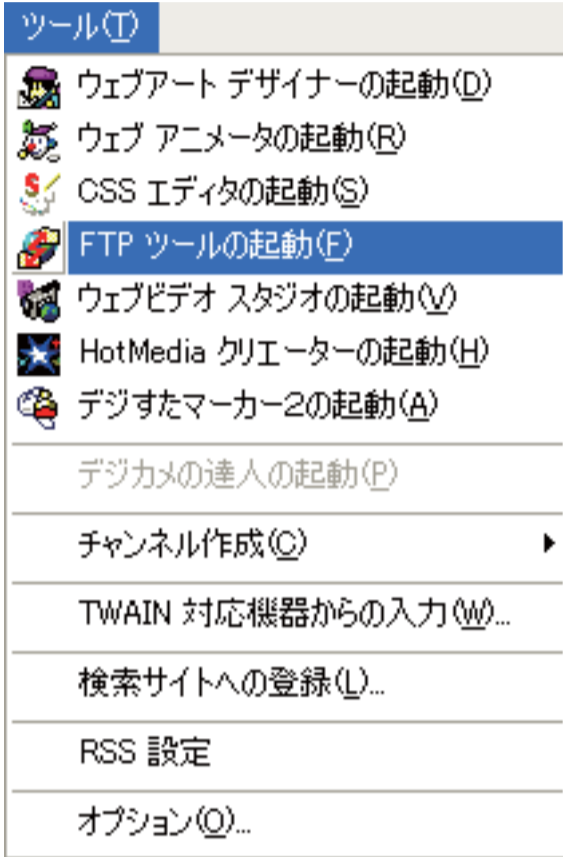 ツール(T)
ウェブアート デザイナーの起動(D)
ウェブ アニメータの起動(R)
CSS エディタの起動(S)
FTP ツールの起動(F)
ウェブビデオ スタジオの起動(V)
HotMedia クリエーターの起動(H)
デジすたマーカー2の起動(A)
デジカメの達人の起動(P)
チャンネル作成(C)
TWAIN 対応機器からの入力(W)...
検索サイトへの登録(L)...
RSS 設定
オプション(O)...